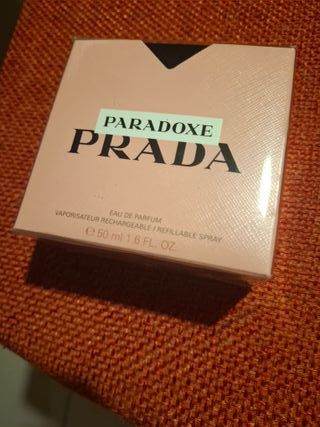 PARADOXE
PRADA
EAU DE PARFUM
VAPORISATEUR RECHARGEABLE / REFILLABLE SPRAY
℮ 50 ml 1.6 FL. OZ.